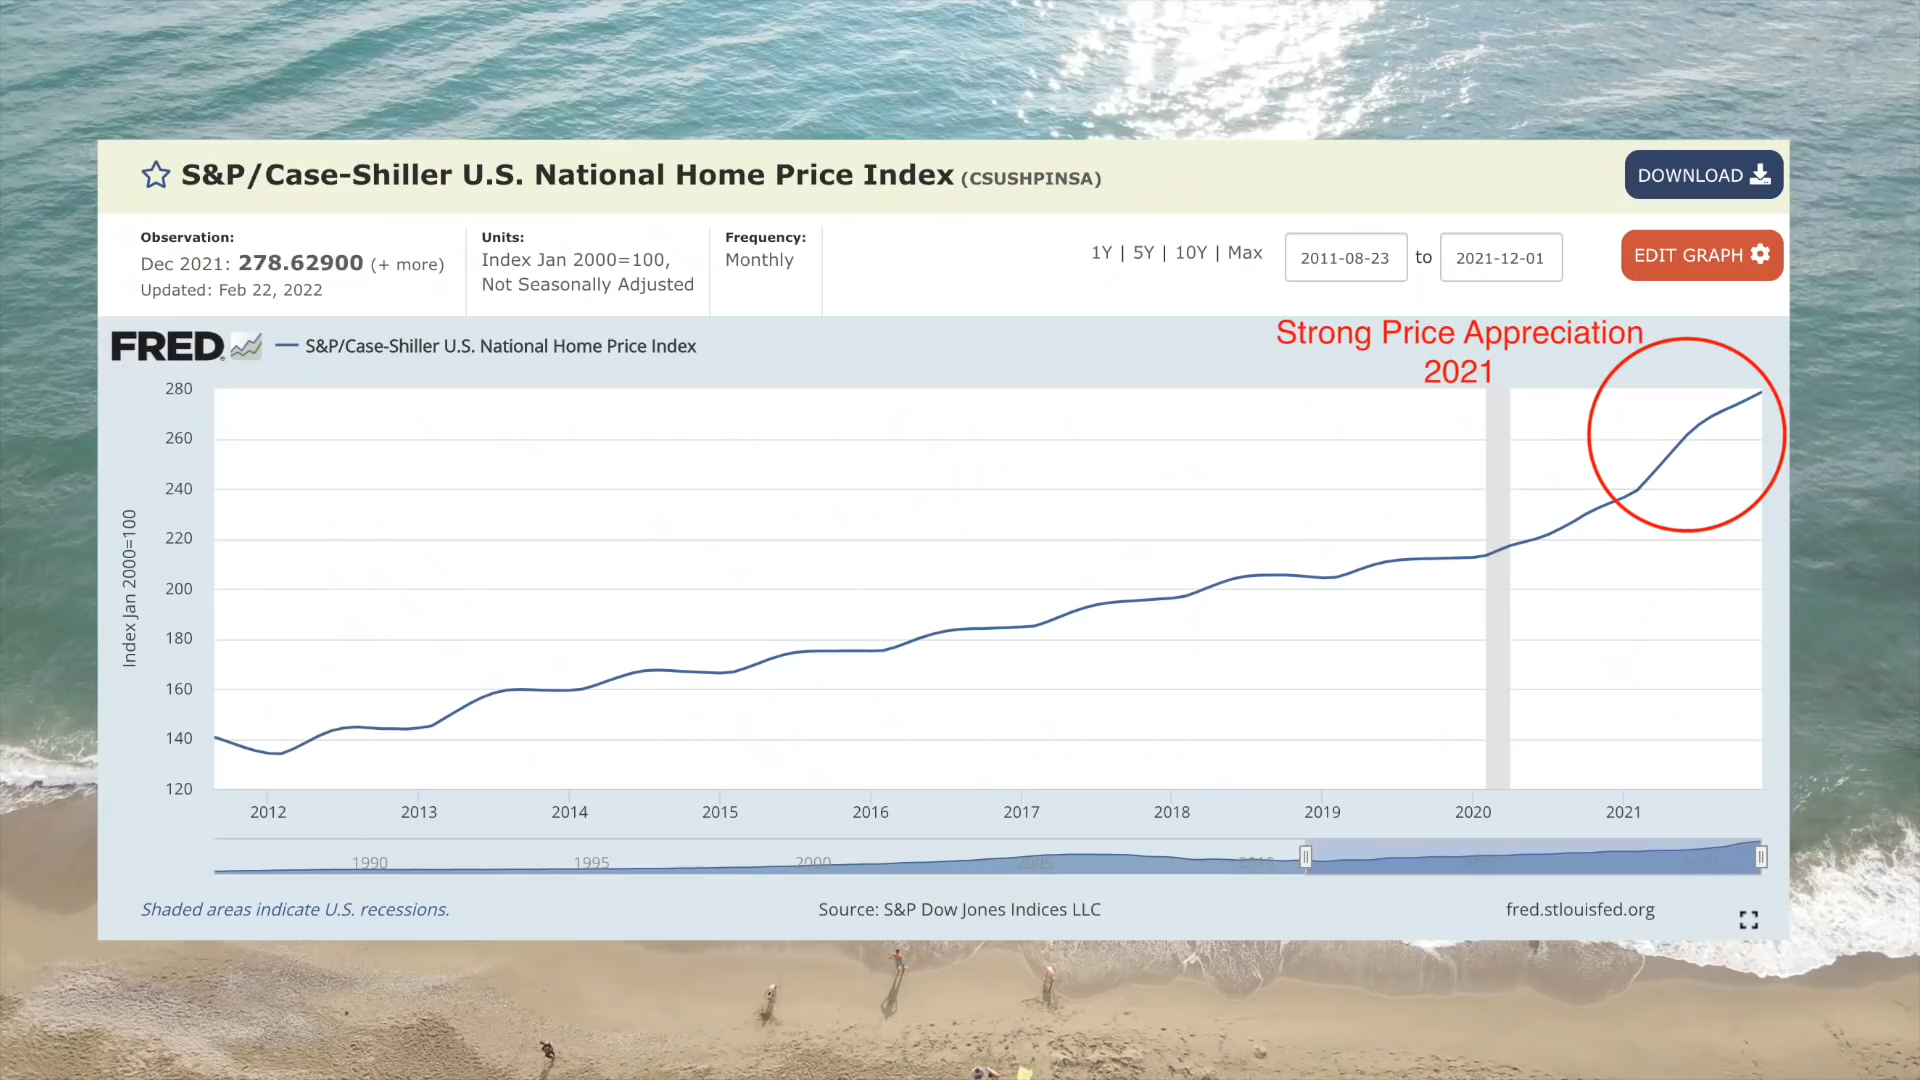 S&P/Case-Shiller U.S. National Home Price Index (CSUSHPINSA)
DOWNLOAD
Observation:
Dec 2021: 278.62900 (+ more)
Updated: Feb 22, 2022
Units:
Index Jan 2000=100,
Not Seasonally Adjusted
Frequency:
Monthly
1Y | 5Y | 10Y | Max
2011-08-23 to 2021-12-01
EDIT GRAPH
FRED
S&P/Case-Shiller U.S. National Home Price Index
Strong Price Appreciation
2021
280
260
240
220
200
180
160
140
120
Index Jan 2000=100
2012 2013 2014 2015 2016 2017 2018 2019 2020 2021
1990 1995 2000 2005 2010
Shaded areas indicate U.S. recessions.
Source: S&P Dow Jones Indices LLC
fred.stlouisfed.org